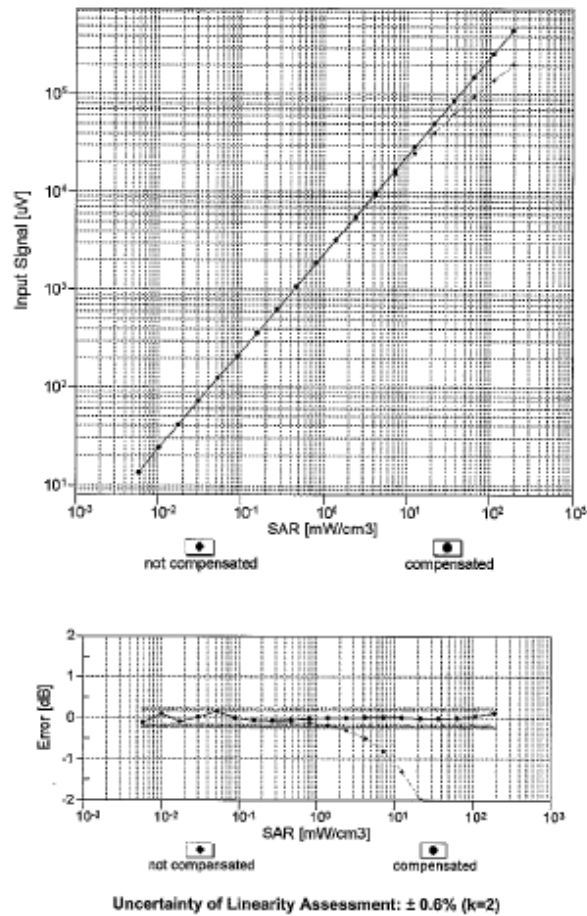 10⁵
10⁴
Input Signal [uV]
10³
10²
10¹
10⁻³ 10⁻² 10⁻¹ 10⁰ 10¹ 10² 10³
SAR [mW/cm3]
not compensated compensated
2
1
Error [dB]
0
-1
-2
10⁻³ 10⁻² 10⁻¹ 10⁰ 10¹ 10² 10³
SAR [mW/cm3]
not compensated compensated
Uncertainty of Linearity Assessment: ± 0.6% (k=2)